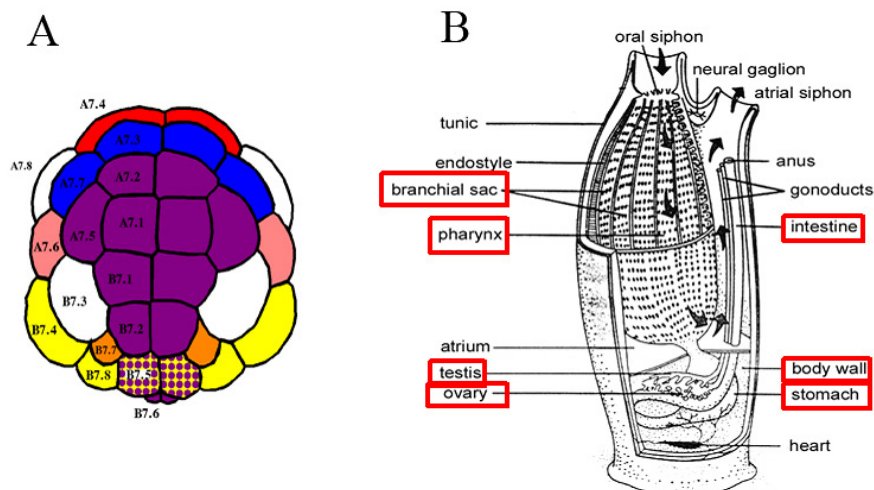 A
A7.4
A7.3
A7.8
A7.7
A7.2
A7.5
A7.1
A7.6
B7.1
B7.3
B7.4
B7.2
B7.7
B7.8
B7.5
B7.6
B
oral siphon
neural gaglion
atrial siphon
tunic
endostyle
anus
branchial sac
gonoducts
pharynx
intestine
atrium
testis
body wall
ovary
stomach
heart